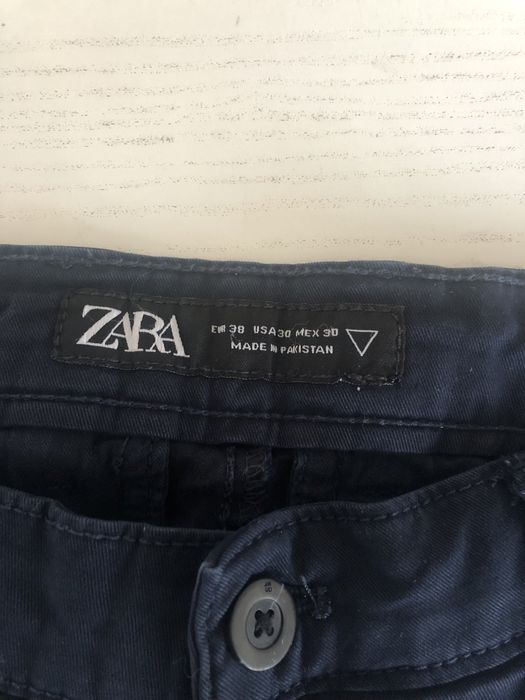 ZARA
EUR 38 USA 30 MEX 30
MADE IN PAKISTAN